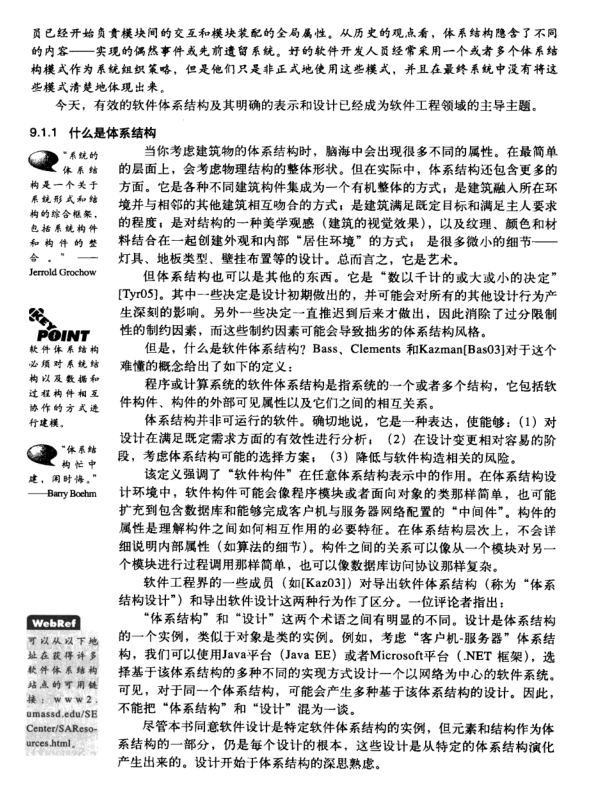 员已经开始负责模块间的交互和模块装配的全局属性。从历史的观点看，体系结构隐含了不同
的内容——实现的偶然事件或先前遗留系统。好的软件开发人员经常采用一个或者多个体系结
构模式作为系统组织策略，但是他们只是非正式地使用这些模式，并且在最终系统中没有将这
些模式清楚地体现出来。
今天，有效的软件体系结构及其明确的表示和设计已经成为软件工程领域的主导主题。
9.1.1 什么是体系结构
“系统的
体系结
构是一个关于
系统形式和结
构的综合框架，
包括系统构件
和构件的整
合。”——
Jerrold Grochow
当你考虑建筑物的体系结构时，脑海中会出现很多不同的属性。在最简单
的层面上，会考虑物理结构的整体形状。但在实际中，体系结构还包含更多的
方面。它是各种不同建筑构件集成为一个有机整体的方式；是建筑融入所在环
境并与相邻的其他建筑相互吻合的方式；是建筑满足既定目标和满足主人要求
的程度；是对结构的一种美学观感（建筑的视觉效果），以及纹理、颜色和材
料结合在一起创建外观和内部“居住环境”的方式；是很多微小的细节——
灯具、地板类型、壁挂布置等的设计。总而言之，它是艺术。
但体系结构也可以是其他的东西。它是“数以千计的或大或小的决定”
[Tyr05]。其中一些决定是设计初期做出的，并可能会对所有的其他设计行为产
生深刻的影响。另外一些决定一直推迟到后来才做出，因此消除了过分限制
性的制约因素，而这些制约因素可能会导致拙劣的体系结构风格。
KEY
POINT
软件体系结构
必须对系统结
构以及数据和
过程构件相互
协作的方式进
行建模。
但是，什么是软件体系结构？Bass、Clements 和Kazman[Bas03]对于这个
难懂的概念给出了如下的定义：
程序或计算系统的软件体系结构是指系统的一个或者多个结构，它包括软
件构件、构件的外部可见属性以及它们之间的相互关系。
“体系结
构忙中
建，闲时悔。”
——Barry Boehm
体系结构并非可运行的软件。确切地说，它是一种表达，使能够：（1）对
设计在满足既定需求方面的有效性进行分析；（2）在设计变更相对容易的阶
段，考虑体系结构可能的选择方案；（3）降低与软件构造相关的风险。
该定义强调了“软件构件”在任意体系结构表示中的作用。在体系结构设
计环境中，软件构件可能会像程序模块或者面向对象的类那样简单，也可能
扩充到包含数据库和能够完成客户机与服务器网络配置的“中间件”。构件的
属性是理解构件之间如何相互作用的必要特征。在体系结构层次上，不会详
细说明内部属性（如算法的细节）。构件之间的关系可以像从一个模块对另一
个模块进行过程调用那样简单，也可以像数据库访问协议那样复杂。
软件工程界的一些成员（如[Kaz03]）对导出软件体系结构（称为“体系
结构设计”）和导出软件设计这两种行为作了区分。一位评论者指出：
WebRef
可以从以下地
址在获得许多
软件体系结构
站点的可用链
接：www2.
umassd.edu/SE
Center/SAReso-
urces.html。
“体系结构”和“设计”这两个术语之间有明显的不同。设计是体系结构
的一个实例，类似于对象是类的实例。例如，考虑“客户机-服务器”体系结
构，我们可以使用Java平台（Java EE）或者Microsoft平台（.NET 框架），选
择基于该体系结构的多种不同的实现方式设计一个以网络为中心的软件系统。
可见，对于同一个体系结构，可能会产生多种基于该体系结构的设计。因此，
不能把“体系结构”和“设计”混为一谈。
尽管本书同意软件设计是特定软件体系结构的实例，但元素和结构作为体
系结构的一部分，仍是每个设计的根本，这些设计是从特定的体系结构演化
产生出来的。设计开始于体系结构的深思熟虑。